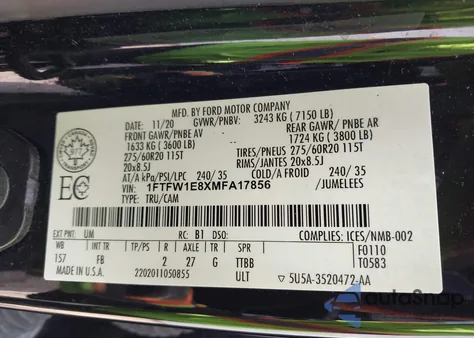 MFD. BY FORD MOTOR COMPANY
11/20 GVWR/PNBV: 3243 KG ( 7150 LB)
FRONT GAWR/PNBE AV REAR GAWR/ PNBE AR
1633 KG ( 3600 LB) 1724 KG ( 3800 LB)
275/60R20 115T TIRES/PNEUS 275/60R20 115T
20x8.5J RIMS/JANTES 20x8.5J
AT/A kPa/PSI/LPC 240/ 35 COLD/A FROID 240/ 35
VIN: 1FTFW1E8XMFA17856 /JUMELEES
TYPE: TRU/CAM
EC
EXT PNT: UM RC: B1 DSO: COMPLIES: ICES/NMB-002
WB INT TR TP/PS R AXLE TR SPR F0110
157 FB 2 27 G TTBB T0583
MADE IN U.S.A. 2202011050855 ULT 5U5A-3520472-AA
autoSnap